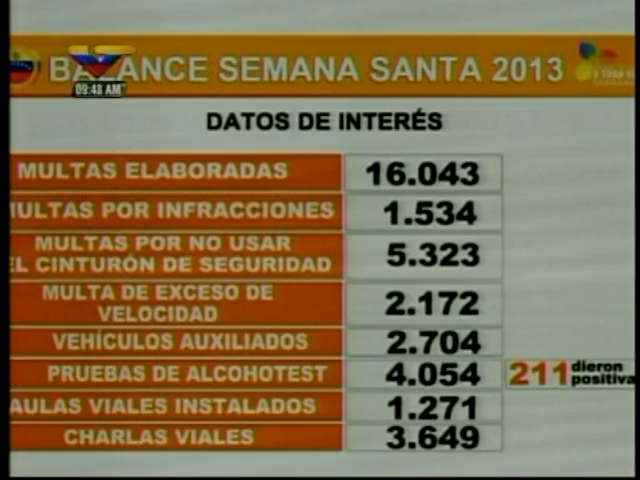 BALANCE SEMANA SANTA 2013
09:48 AM
DATOS DE INTERÉS
MULTAS ELABORADAS 16.043
MULTAS POR INFRACCIONES 1.534
MULTAS POR NO USAR
EL CINTURÓN DE SEGURIDAD 5.323
MULTA DE EXCESO DE
VELOCIDAD 2.172
VEHÍCULOS AUXILIADOS 2.704
PRUEBAS DE ALCOHOTEST 4.054 211 dieron
positiva
AULAS VIALES INSTALADOS 1.271
CHARLAS VIALES 3.649